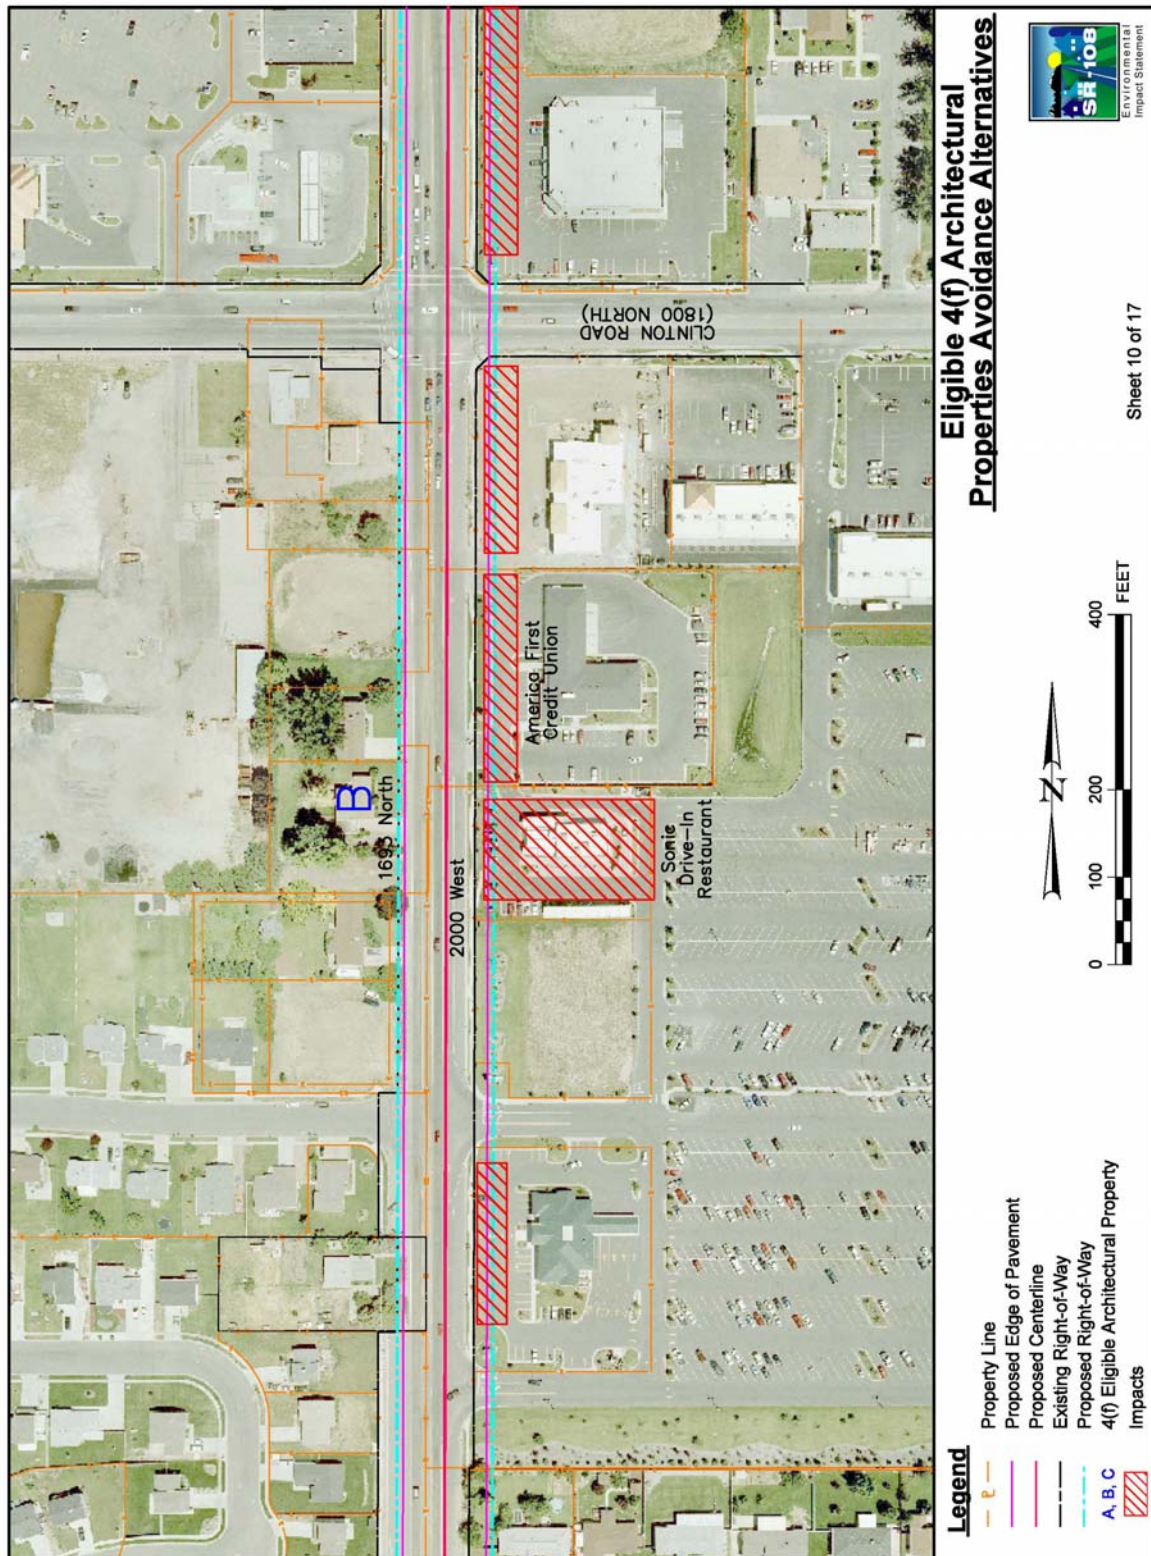 Eligible 4(f) Architectural
Properties Avoidance Alternatives
SR-108
Environmental
Impact Statement
CLINTON ROAD
(1800 NORTH)
America First
Credit Union
B
1693 North
2000 West
Sonic
Drive-In
Restaurant
Legend
Property Line
Proposed Edge of Pavement
Proposed Centerline
Existing Right-of-Way
Proposed Right-of-Way
A, B, C 4(f) Eligible Architectural Property
Impacts
N
0 100 200 400
FEET
Sheet 10 of 17